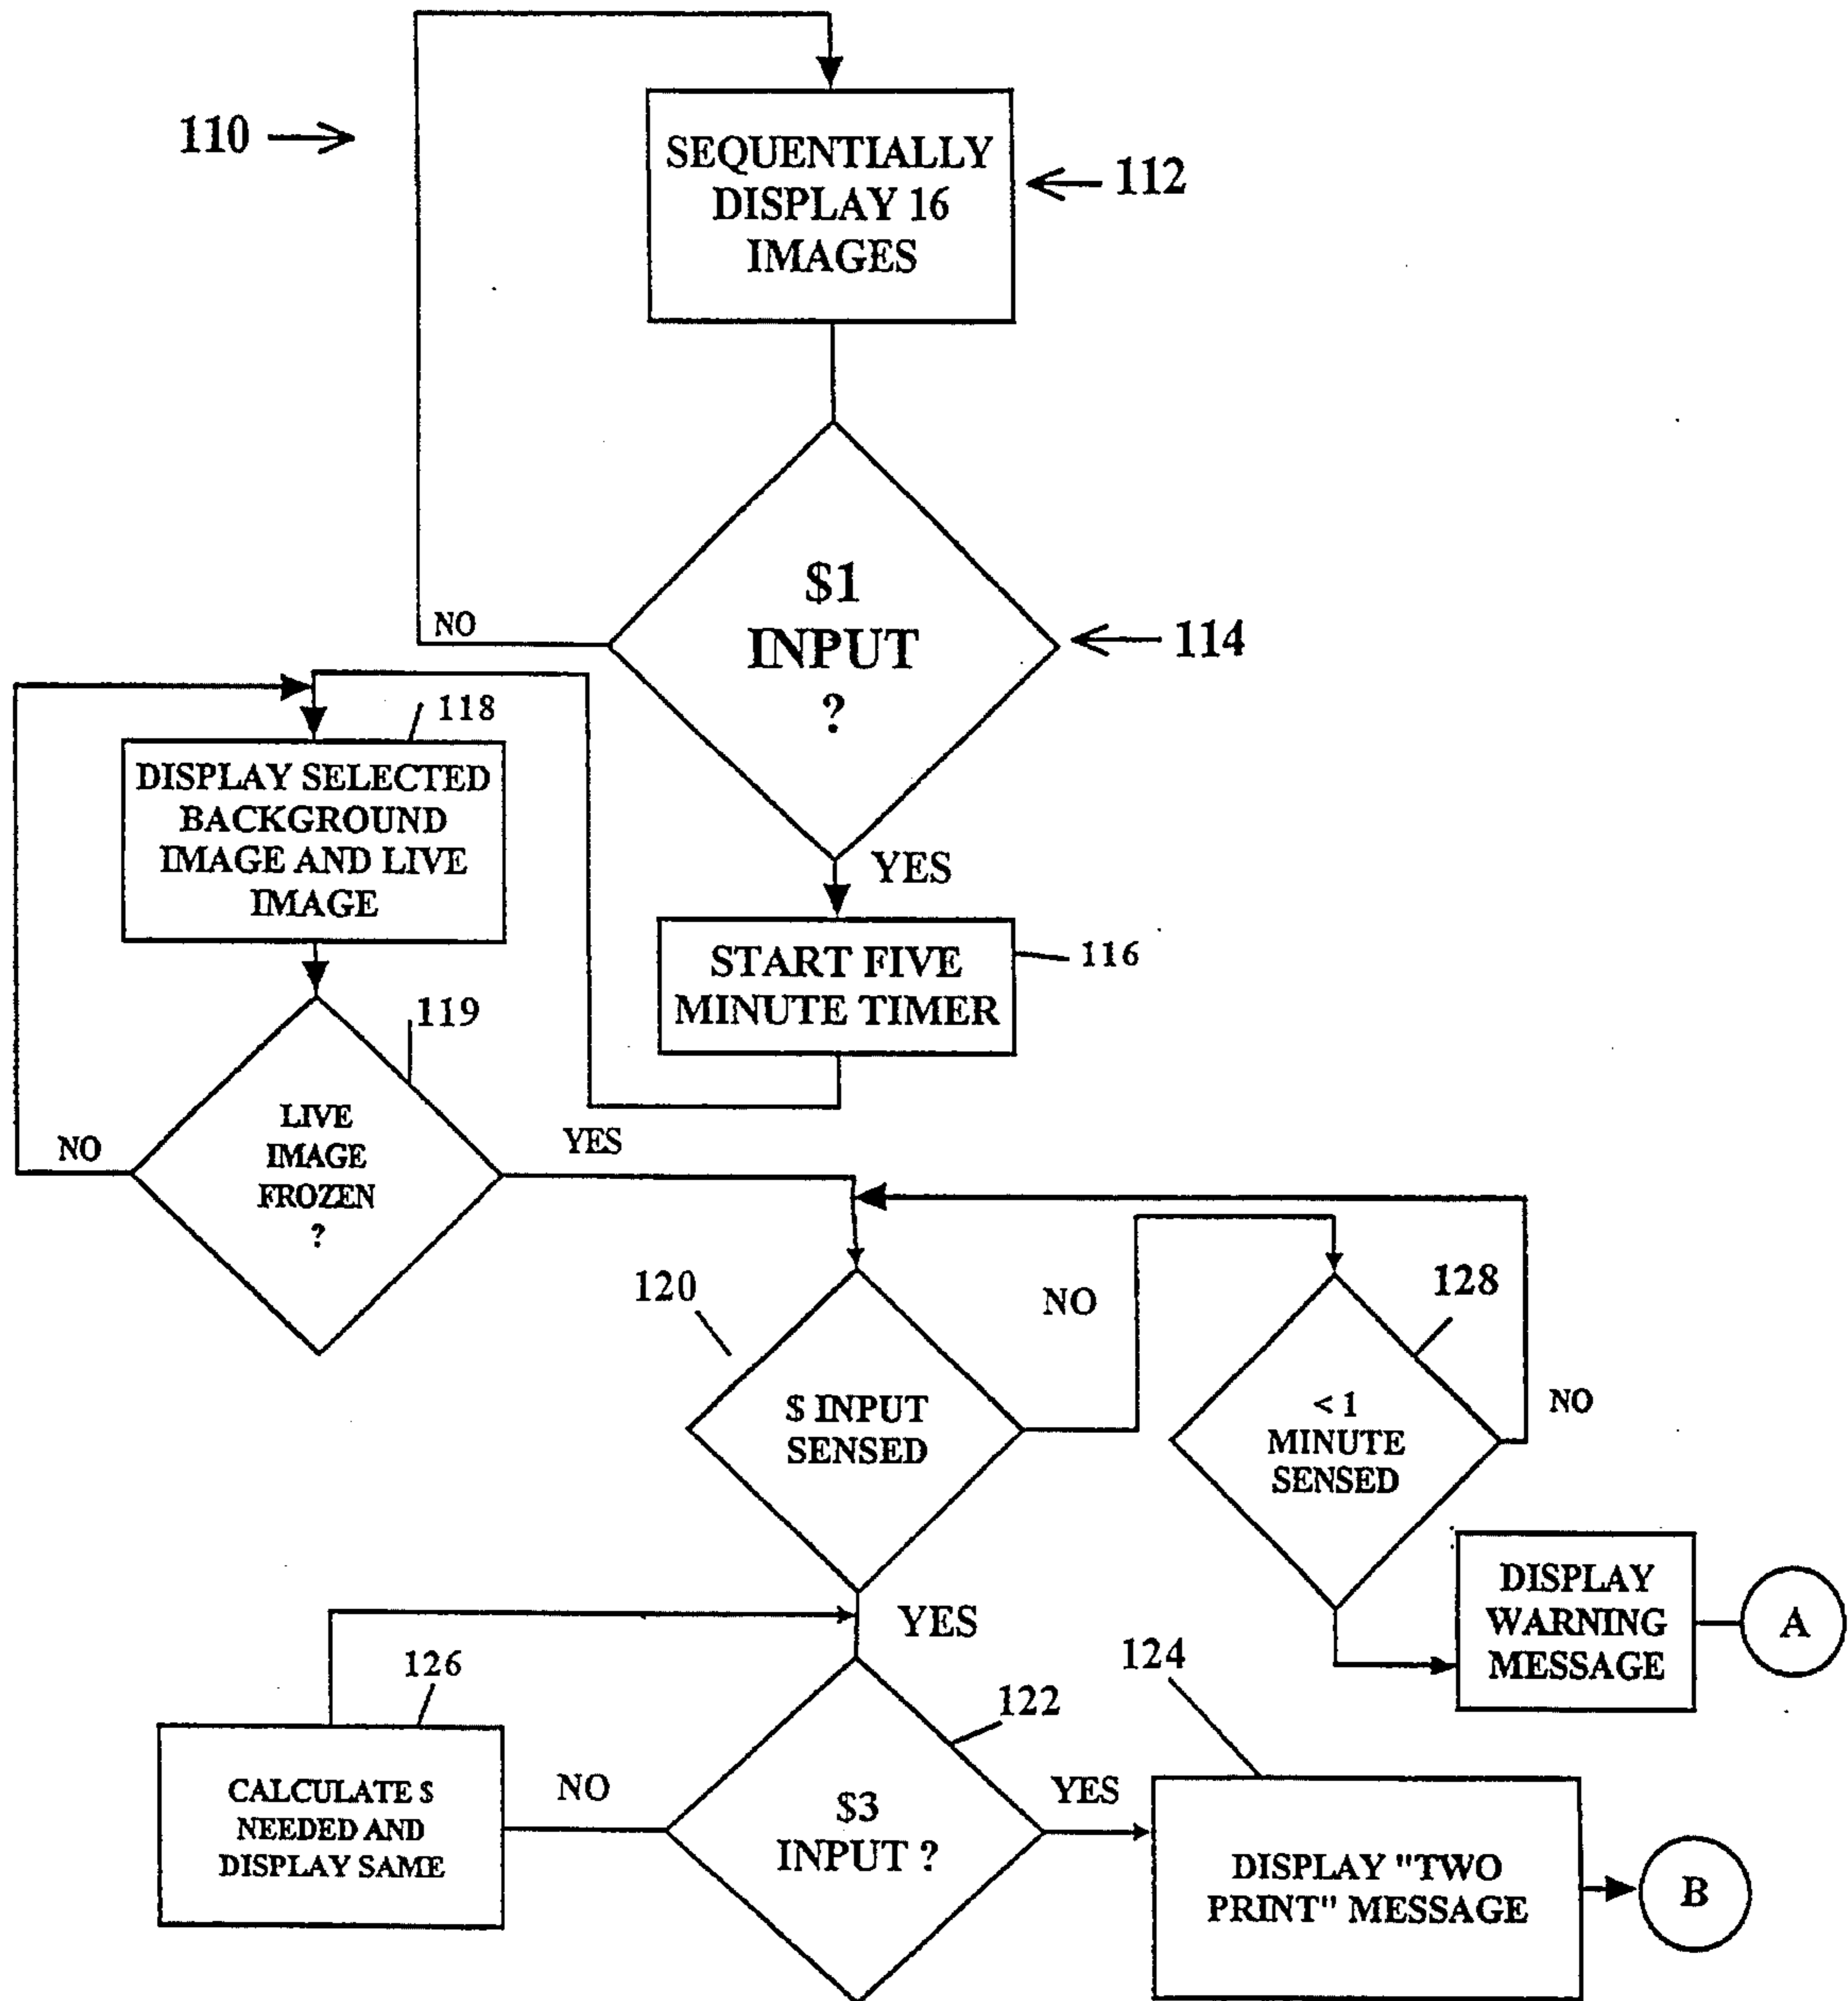 110
SEQUENTIALLY
DISPLAY 16
IMAGES
112
$1
INPUT
?
114
NO
YES
118
DISPLAY SELECTED
BACKGROUND
IMAGE AND LIVE
IMAGE
START FIVE
MINUTE TIMER
116
119
LIVE
IMAGE
FROZEN
?
NO
YES
120
$ INPUT
SENSED
NO
128
< 1
MINUTE
SENSED
NO
YES
DISPLAY
WARNING
MESSAGE
A
126
CALCULATE $
NEEDED AND
DISPLAY SAME
NO
122
$3
INPUT ?
YES
124
DISPLAY "TWO
PRINT" MESSAGE
B